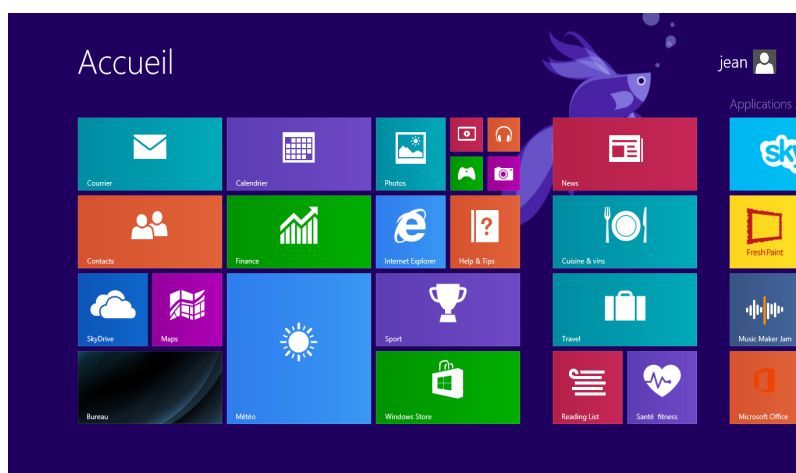 Accueil
jean
Applications
Courrier
Calendrier
Photos
News
sky
Contacts
Finance
Internet Explorer
Help & Tips
Cuisine & vins
Fresh Paint
SkyDrive
Maps
Météo
Sport
Travel
Music Maker Jam
Bureau
Windows Store
Reading List
Santé fitness
Microsoft Office